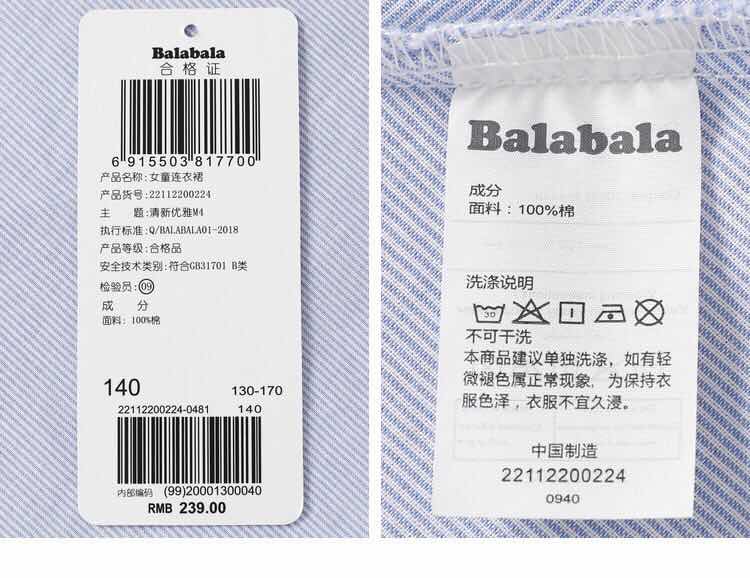 Balabala
合格证
6 915503 817700
产品名称: 女童连衣裙
产品货号: 22112200224
主 题: 清新优雅M4
执行标准: Q/BALABALA01-2018
产品等级: 合格品
安全技术类别: 符合GB31701 B类
检验员: 09
成 分
面料: 100%棉
140 130-170
22112200224-0481 140
内部编码 (99)20001300040
RMB 239.00
Balabala
成分
面料: 100%棉
洗涤说明
30
不可干洗
本商品建议单独洗涤，如有轻
微褪色属正常现象，为保持衣
服色泽，衣服不宜久浸。
中国制造
22112200224
0940